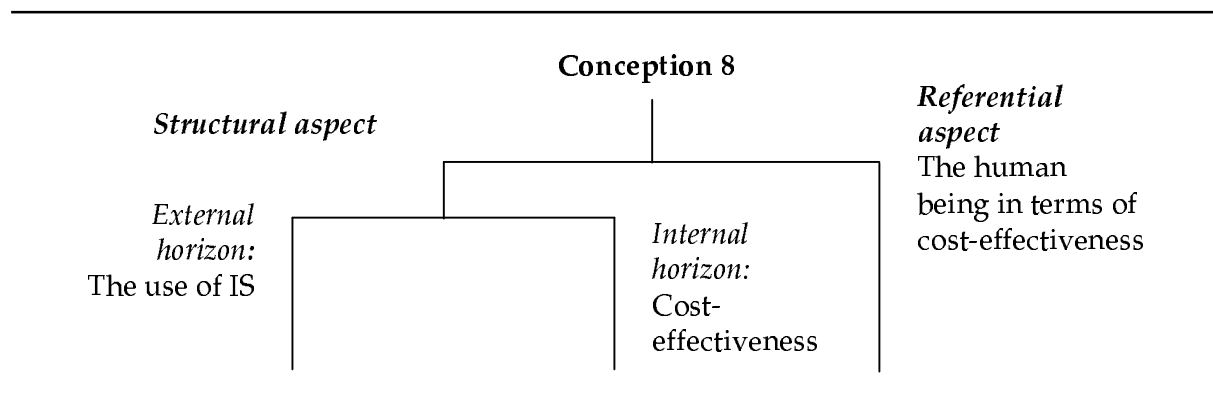 Conception 8
Structural aspect
Referential
aspect
The human
being in terms of
cost-effectiveness
External
horizon:
The use of IS
Internal
horizon:
Cost-
effectiveness